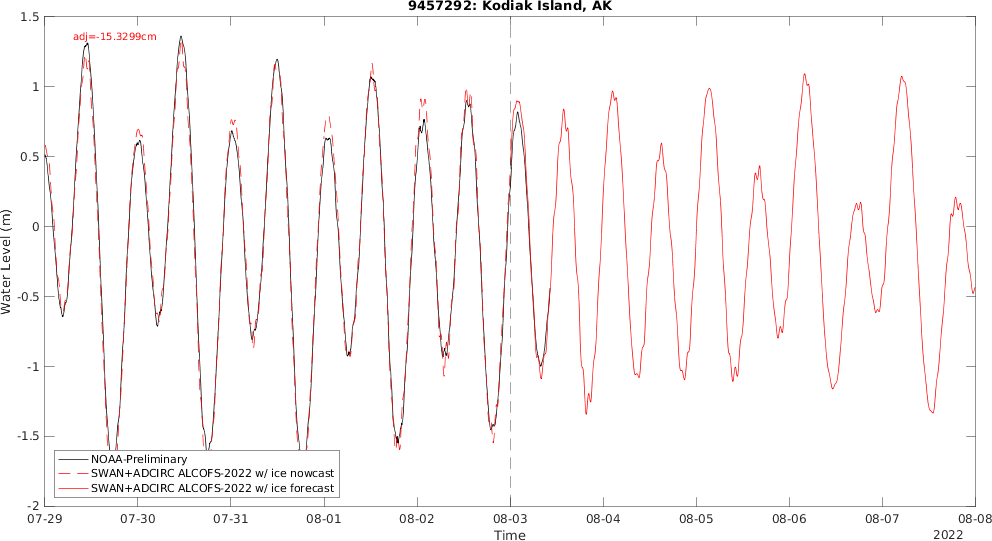 9457292: Kodiak Island, AK
adj=-15.3299cm
1.5
1
0.5
0
-0.5
-1
-1.5
-2
Water Level (m)
NOAA-Preliminary
SWAN+ADCIRC ALCOFS-2022 w/ ice nowcast
SWAN+ADCIRC ALCOFS-2022 w/ ice forecast
07-29 07-30 07-31 08-01 08-02 08-03 08-04 08-05 08-06 08-07 08-08
Time
2022